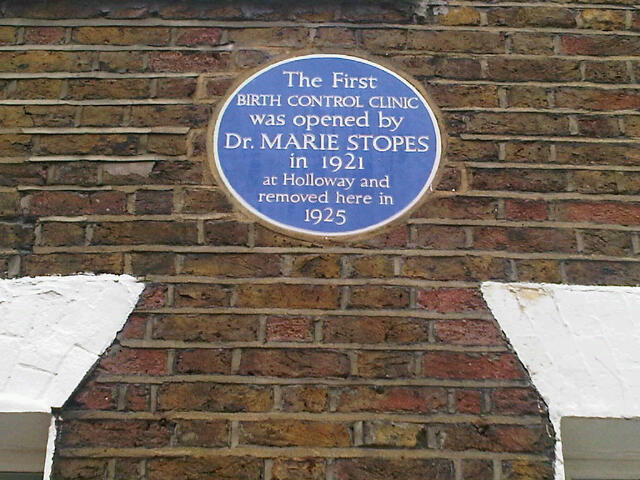 The First
BIRTH CONTROL CLINIC
was opened by
Dr. MARIE STOPES
in 1921
at Holloway and
removed here in
1925